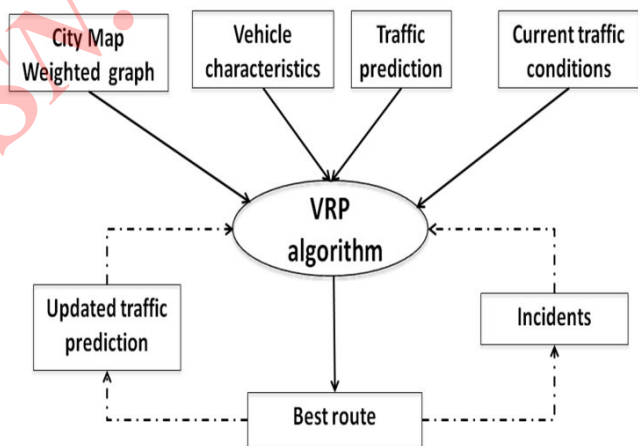 City Map
Weighted graph
Vehicle
characteristics
Traffic
prediction
Current traffic
conditions
VRP
algorithm
Updated traffic
prediction
Incidents
Best route
SN.